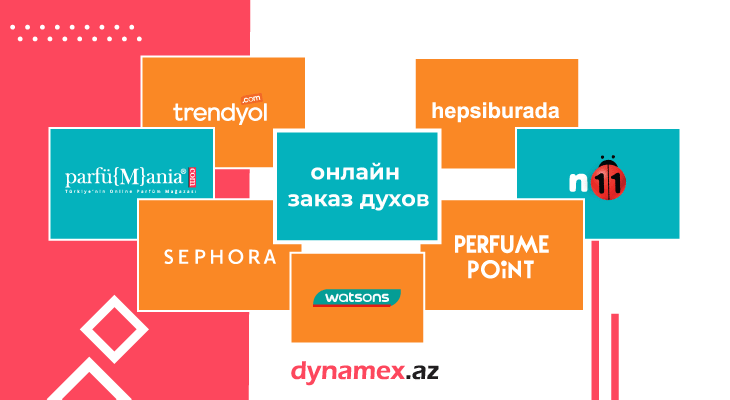 trendyol
.com
hepsiburada
parfü{M}ania®
.com
Türkiye'nin Online Parfüm Mağazası
онлайн
заказ духов
n11
SEPHORA
PERFUME
POiNT
watsons
dynamex.az